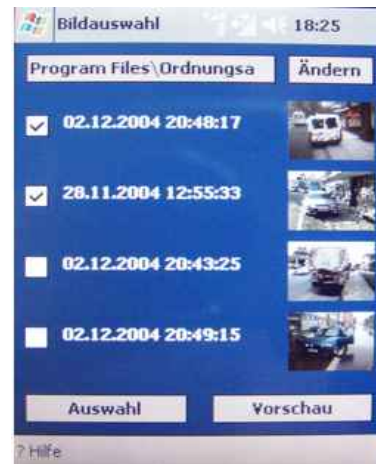 Bildauswahl 18:25
Program Files\Ordnungsa Ändern
02.12.2004 20:48:17
28.11.2004 12:55:33
02.12.2004 20:43:25
02.12.2004 20:49:15
Auswahl Vorschau
? Hilfe